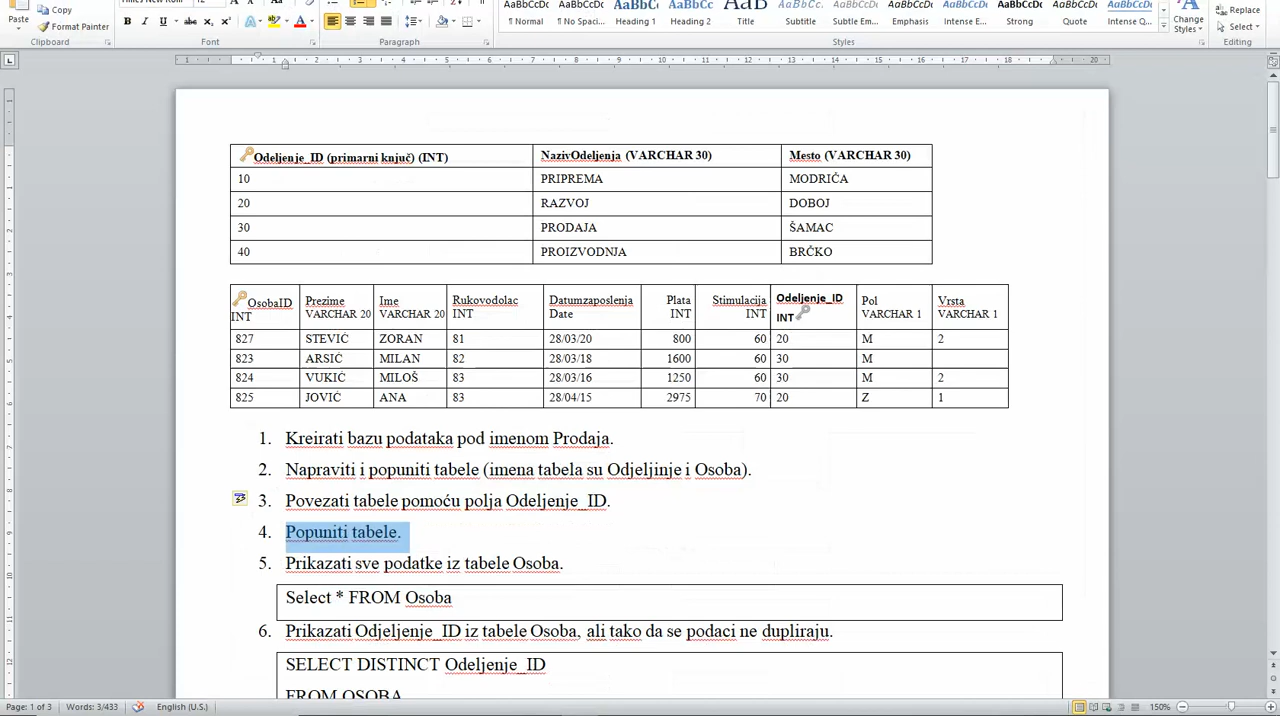 Paste
Copy
Format Painter
Clipboard
Font
Paragraph
Styles
Editing
AaBbCcDc AaBbCcDc AaBbCc AaBbCc AaB AaBbCc. AaBbCcDc AaBbCcDc AaBbCcDc AaBbCcDc AaBbCcDc AaBbCcDc
¶ Normal ¶ No Spaci... Heading 1 Heading 2 Title Subtitle Subtle Em... Emphasis Intense E... Strong Quote Intense Q...
Change Styles
Replace
Select
Odeljenje_ID (primarni knjuč) (INT) NazivOdeljenja (VARCHAR 30) Mesto (VARCHAR 30)
10 PRIPREMA MODRIČA
20 RAZVOJ DOBOJ
30 PRODAJA ŠAMAC
40 PROIZVODNJA BRČKO
OsobaID INT Prezime VARCHAR 20 Ime VARCHAR 20 Rukovodolac INT Datumzaposlenja Date Plata INT Stimulacija INT Odeljenje_ID INT Pol VARCHAR 1 Vrsta VARCHAR 1
827 STEVIĆ ZORAN 81 28/03/20 800 60 20 M 2
823 ARSIĆ MILAN 82 28/03/18 1600 60 30 M
824 VUKIĆ MILOŠ 83 28/03/16 1250 60 30 M 2
825 JOVIĆ ANA 83 28/04/15 2975 70 20 Z 1
1. Kreirati bazu podataka pod imenom Prodaja.
2. Napraviti i popuniti tabele (imena tabela su Odjeljinje i Osoba).
3. Povezati tabele pomoću polja Odeljenje_ID.
4. Popuniti tabele.
5. Prikazati sve podatke iz tabele Osoba.
Select * FROM Osoba
6. Prikazati Odjeljenje_ID iz tabele Osoba, ali tako da se podaci ne dupliraju.
SELECT DISTINCT Odeljenje_ID
FROM OSOBA
Page: 1 of 3 Words: 3/433 English (U.S.) 150%